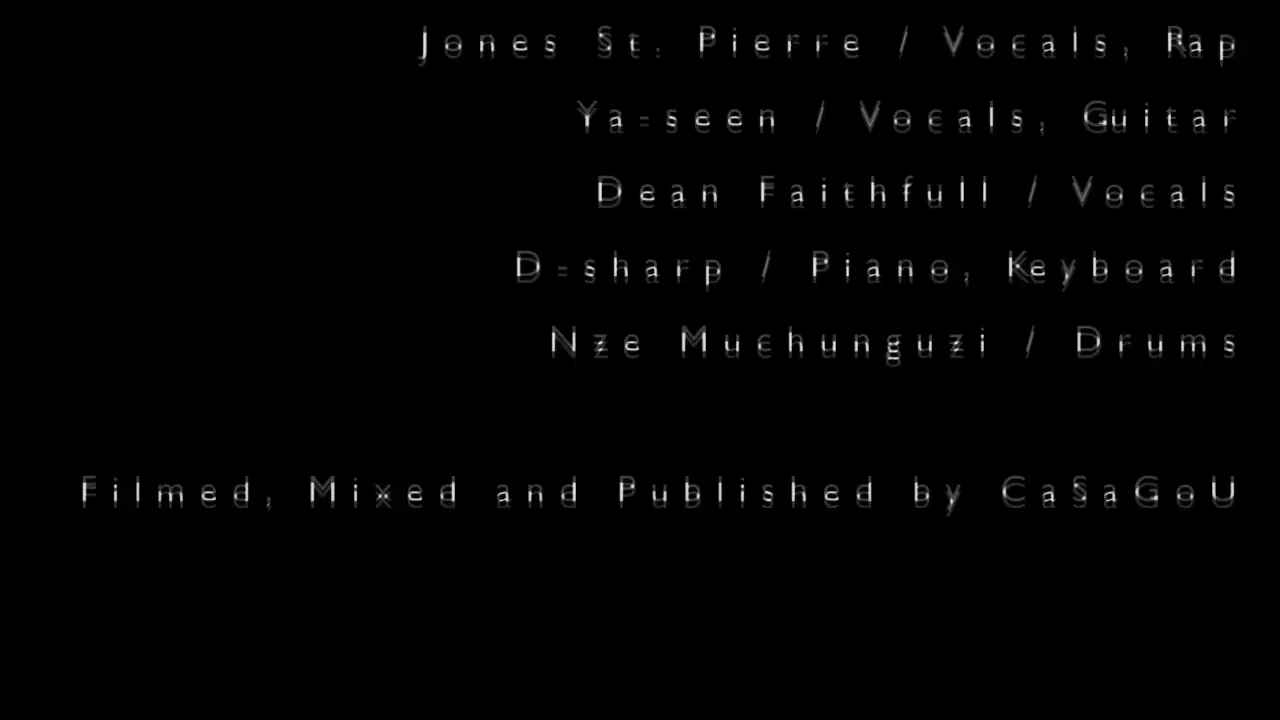 Jones St. Pierre / Vocals, Rap
Ya-seen / Vocals, Guitar
Dean Faithfull / Vocals
D-sharp / Piano, Keyboard
Nze Muchunguzi / Drums
Filmed, Mixed and Published by CaSaGoU